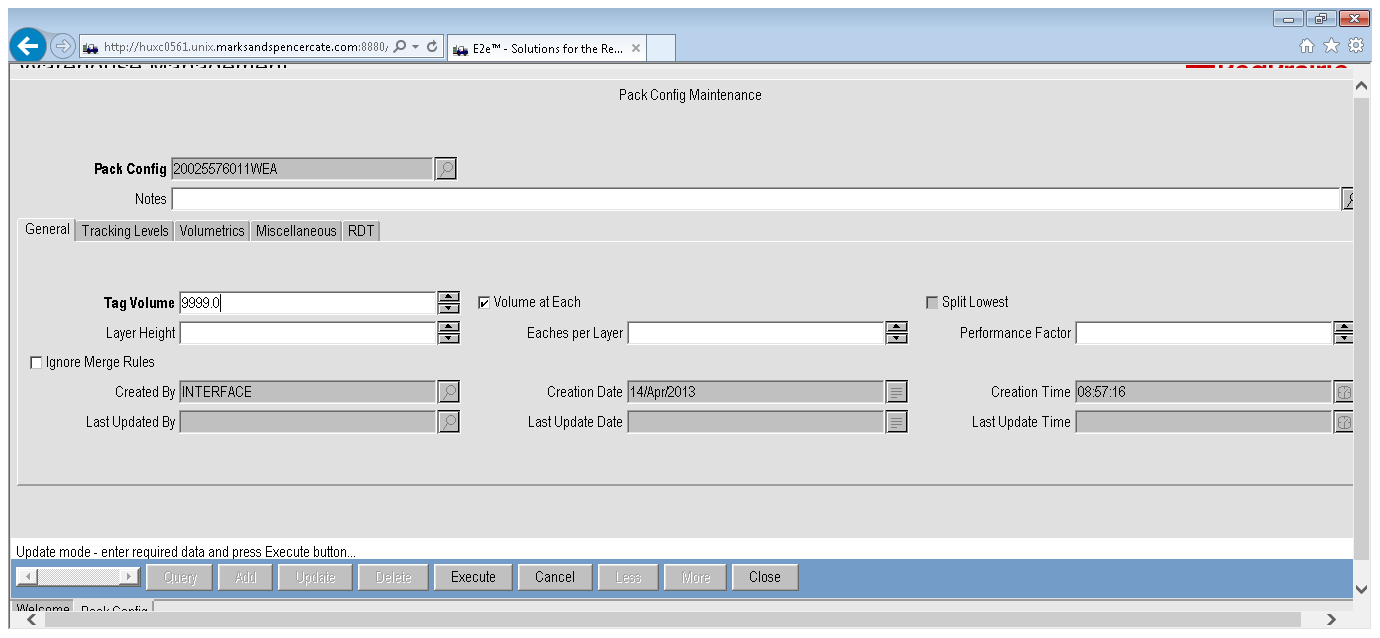 http://huxc0561.unix.marksandspencercate.com:8880/
E2e™ - Solutions for the Re...
Warehouse Management
RedPrairie
Pack Config Maintenance
Pack Config 20025576011WEA
Notes
General Tracking Levels Volumetrics Miscellaneous RDT
Tag Volume 9999.0 Volume at Each Split Lowest
Layer Height Eaches per Layer Performance Factor
Ignore Merge Rules
Created By INTERFACE Creation Date 14/Apr/2013 Creation Time 08:57:16
Last Updated By Last Update Date Last Update Time
Update mode - enter required data and press Execute button...
Query Add Update Delete Execute Cancel Less More Close
Welcome Pack Config